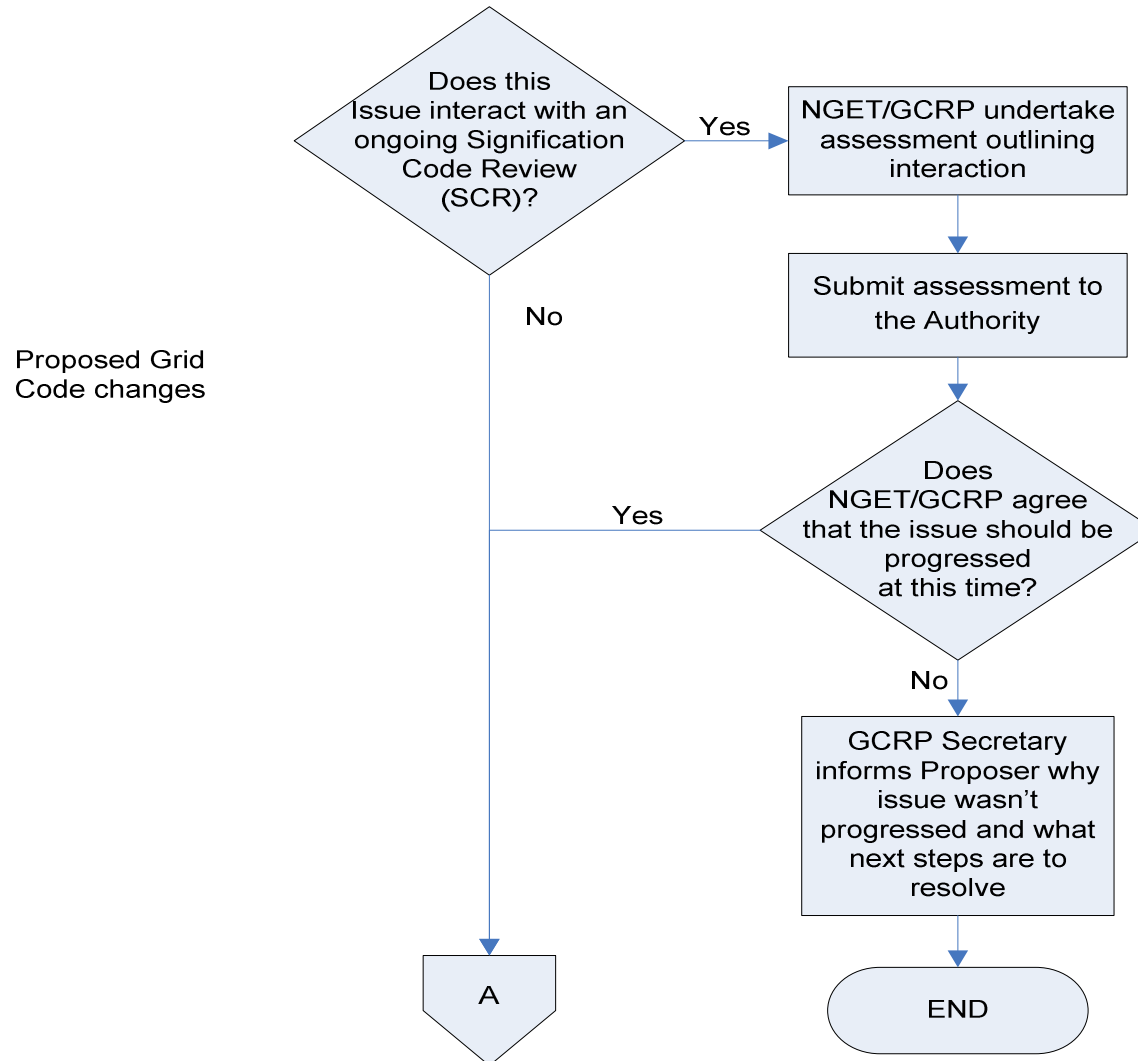 Does this
Issue interact with an
ongoing Signification
Code Review
(SCR)?
Yes
NGET/GCRP undertake
assessment outlining
interaction
Submit assessment to
the Authority
No
Proposed Grid
Code changes
Does
NGET/GCRP agree
that the issue should be
progressed
at this time?
Yes
No
GCRP Secretary
informs Proposer why
issue wasn’t
progressed and what
next steps are to
resolve
A
END